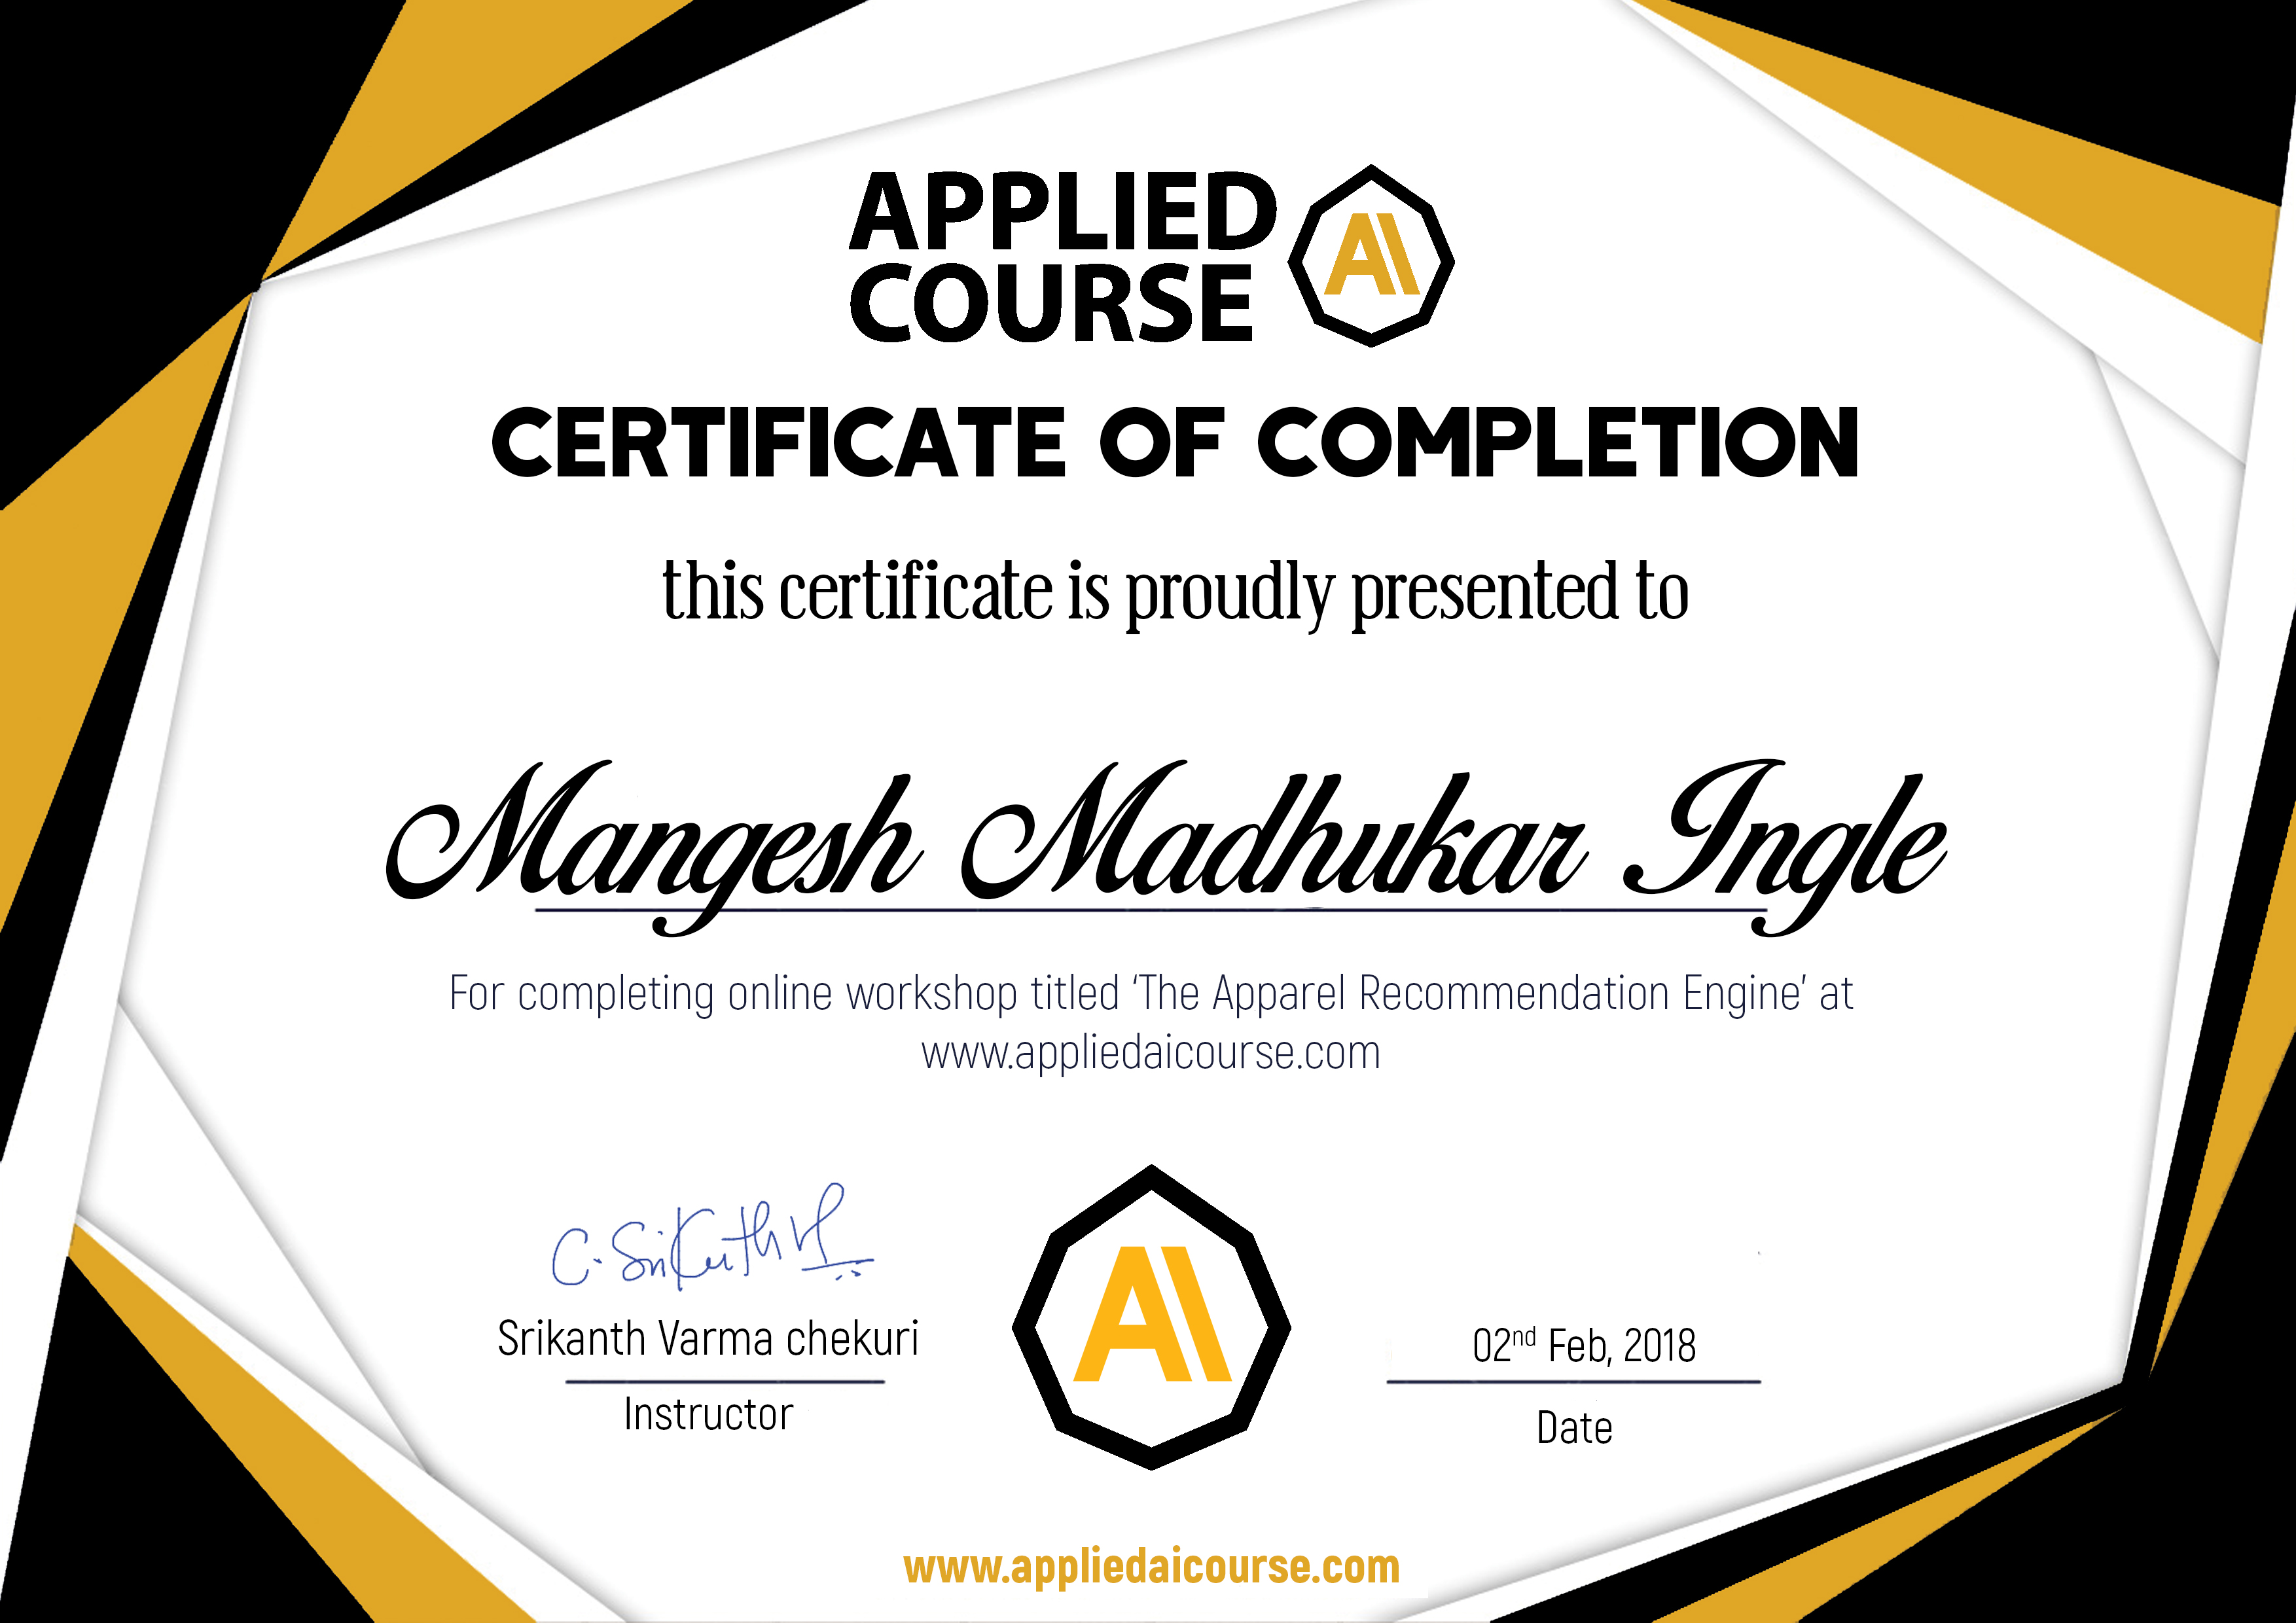 APPLIED
COURSE
AI
CERTIFICATE OF COMPLETION
this certificate is proudly presented to
Mangesh Madhukar Ingle
For completing online workshop titled ‘The Apparel Recommendation Engine’ at
www.appliedaicourse.com
C. Srikanth V
Srikanth Varma chekuri
Instructor
AI
02nd Feb, 2018
Date
www.appliedaicourse.com